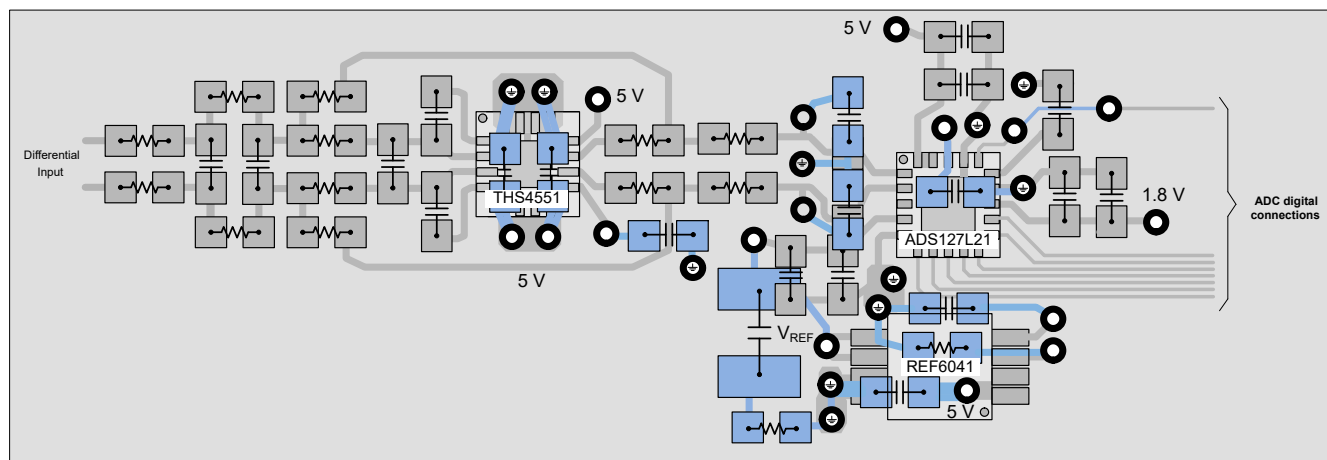 5 V
5 V
Differential
Input
THS4551
1.8 V
ADC digital
connections
ADS127L21
5 V
VREF
REF6041
5 V